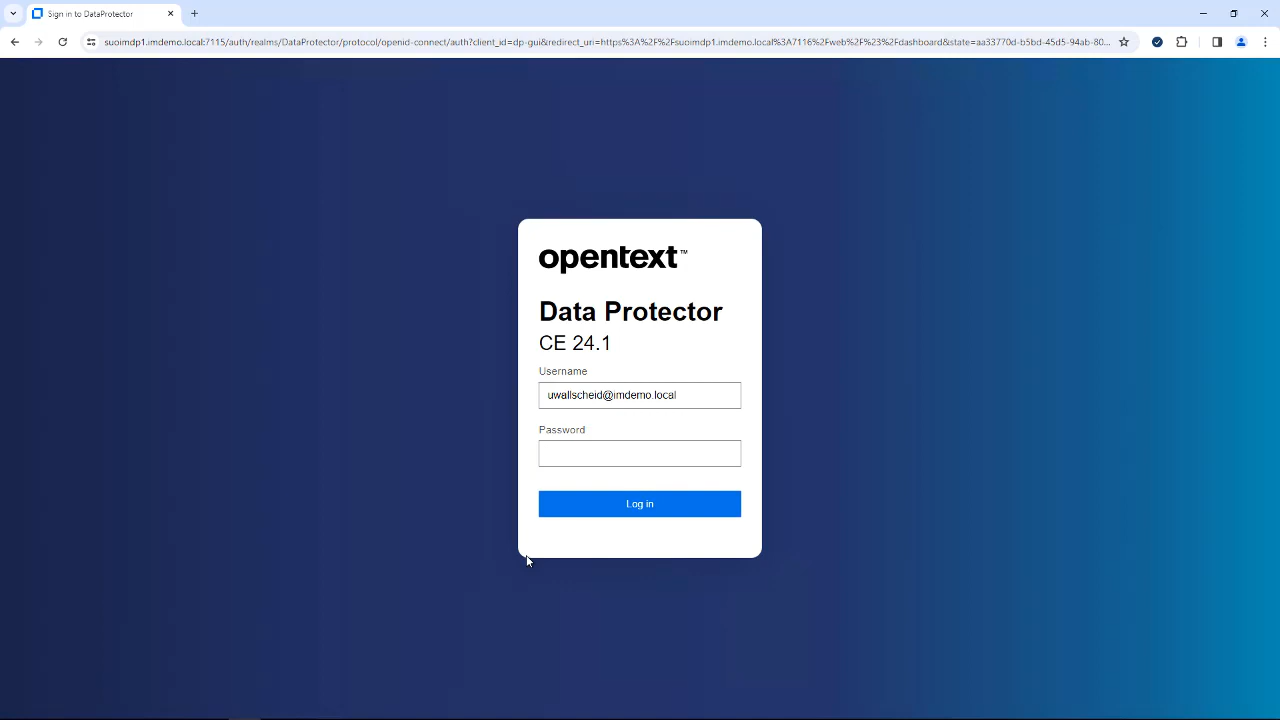 Sign in to DataProtector
suoimdp1.imdemo.local:7115/auth/realms/DataProtector/protocol/openid-connect/auth?client_id=dp-gui&redirect_uri=https%3A%2F%2Fsuoimdp1.imdemo.local%3A7116%2Fweb%2F%23%2Fdashboard&state=aa33770d-b5bd-45d5-94ab-80...
opentext™
Data Protector
CE 24.1
Username
uwallscheid@imdemo.local
Password
Log in